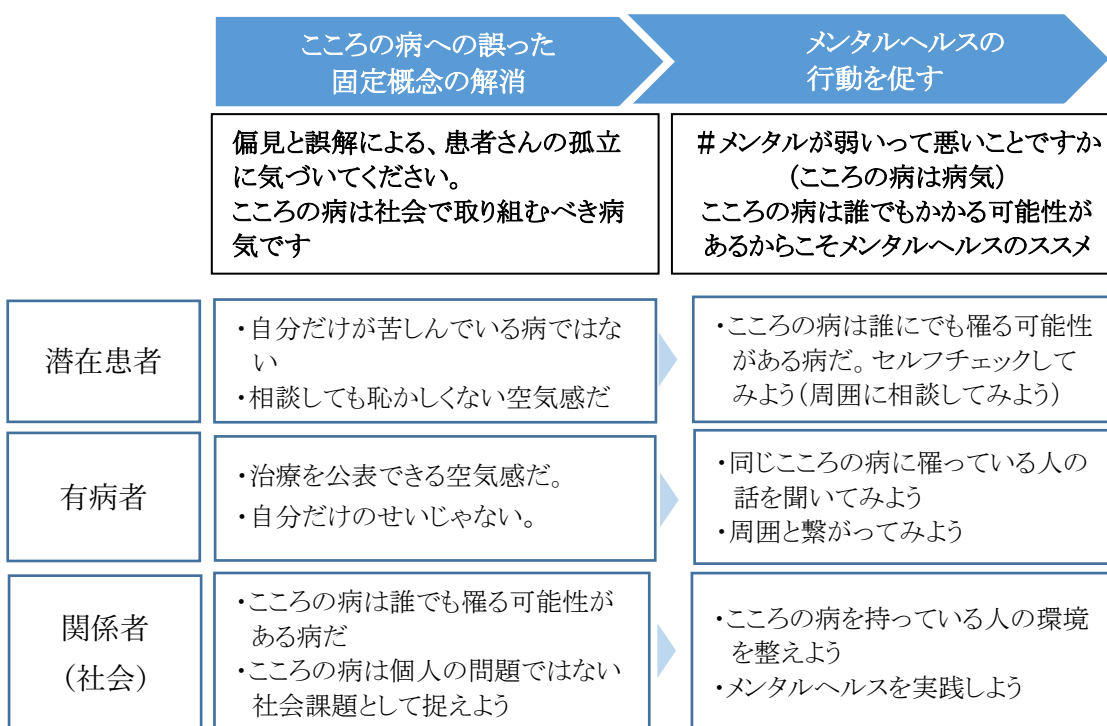 こころの病への誤った
固定概念の解消
メンタルヘルスの
行動を促す
偏見と誤解による、患者さんの孤立
に気づいてください。
こころの病は社会で取り組むべき病
気です
#メンタルが弱いって悪いことですか
(こころの病は病気)
こころの病は誰でもかかる可能性が
あるからこそメンタルヘルスのススメ
潜在患者
・自分だけが苦しんでいる病ではな
い
・相談しても恥かしくない空気感だ
・こころの病は誰にでも罹る可能性
がある病だ。セルフチェックして
みよう(周囲に相談してみよう)
有病者
・治療を公表できる空気感だ。
・自分だけのせいじゃない。
・同じこころの病に罹っている人の
話を聞いてみよう
・周囲と繋がってみよう
関係者
(社会)
・こころの病は誰でも罹る可能性が
ある病だ
・こころの病は個人の問題ではない
社会課題として捉えよう
・こころの病を持っている人の環境
を整えよう
・メンタルヘルスを実践しよう